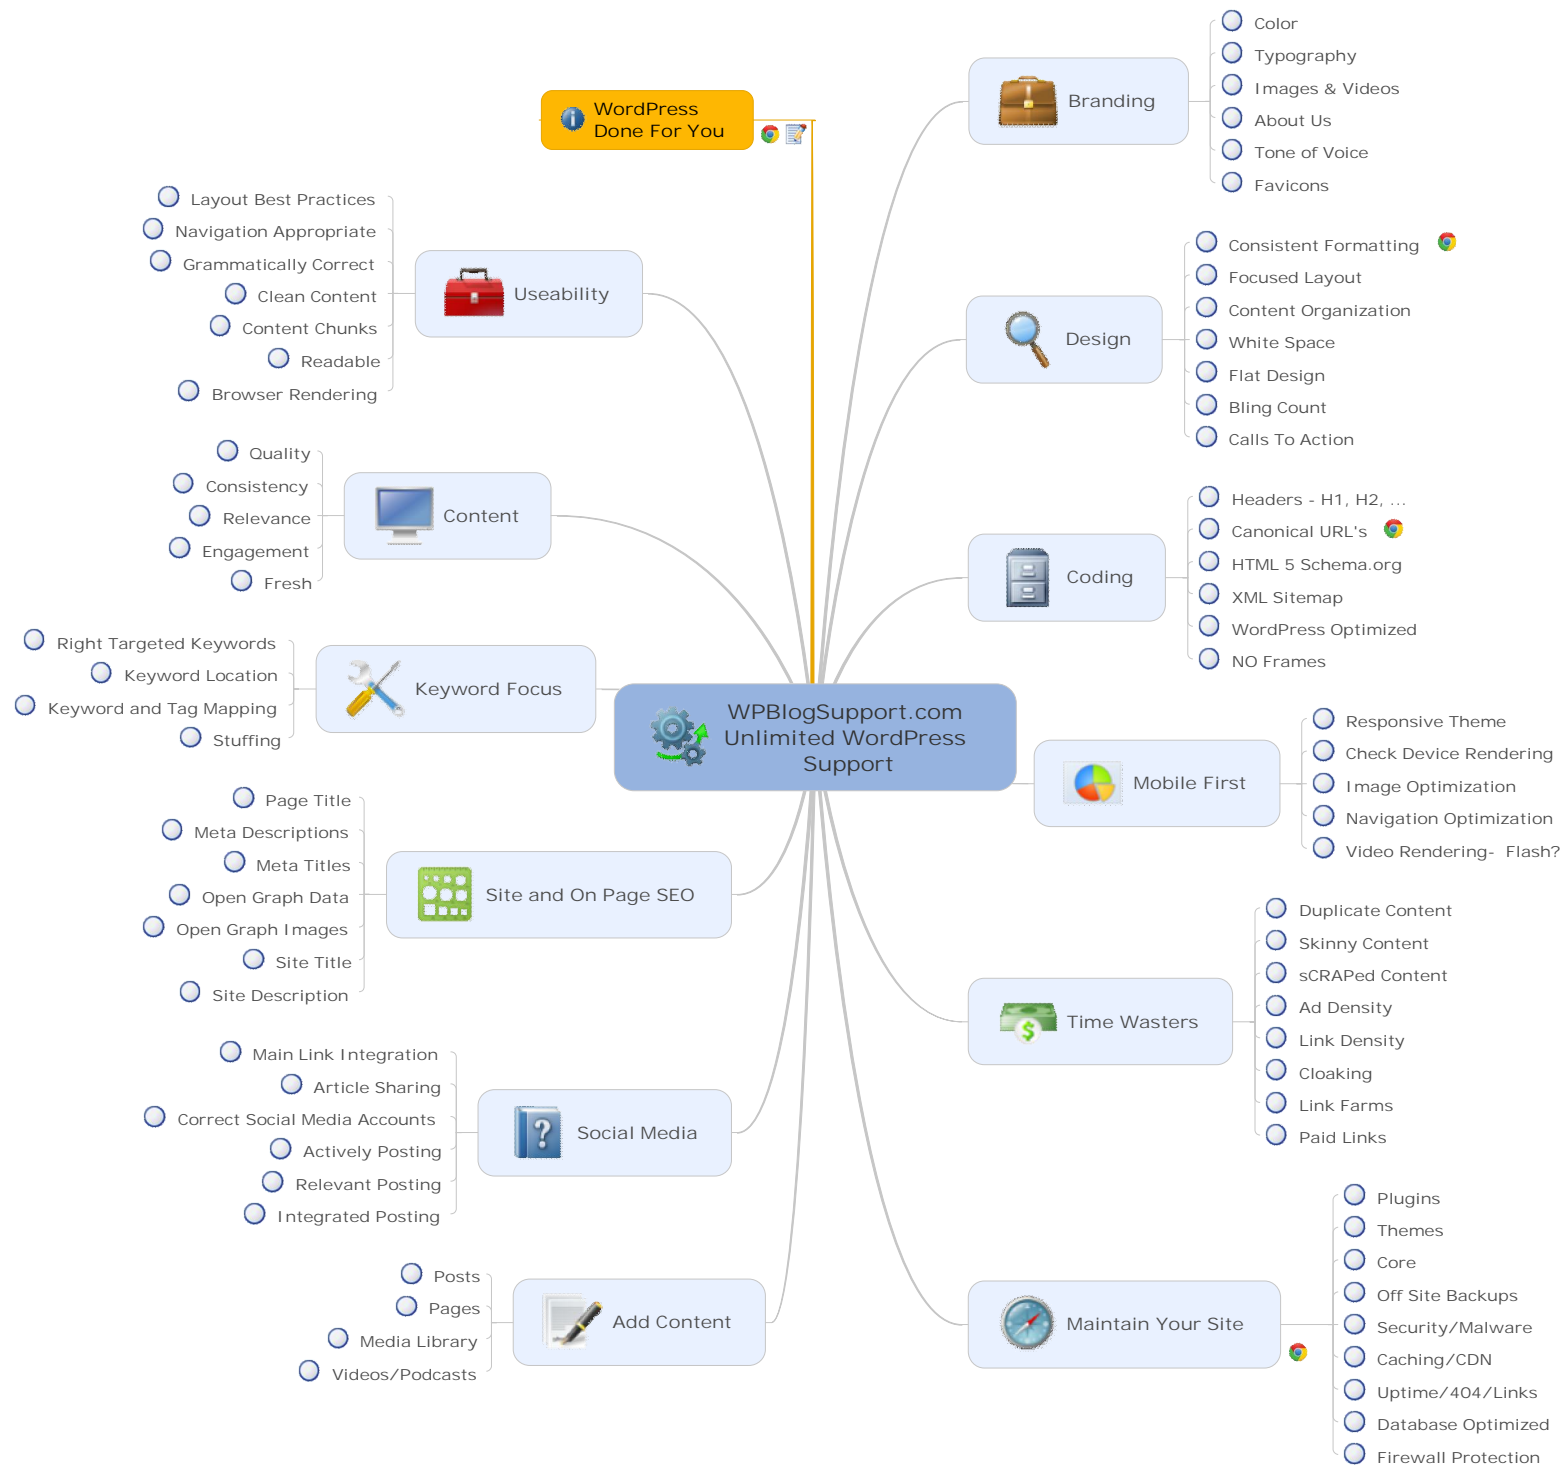 WordPress
Done For You
WPBlogSupport.com
Unlimited WordPress
Support
Branding
Color
Typography
Images & Videos
About Us
Tone of Voice
Favicons
Design
Consistent Formatting
Focused Layout
Content Organization
White Space
Flat Design
Bling Count
Calls To Action
Coding
Headers - H1, H2, ...
Canonical URL's
HTML 5 Schema.org
XML Sitemap
WordPress Optimized
NO Frames
Mobile First
Responsive Theme
Check Device Rendering
Image Optimization
Navigation Optimization
Video Rendering- Flash?
Time Wasters
Duplicate Content
Skinny Content
sCRAPed Content
Ad Density
Link Density
Cloaking
Link Farms
Paid Links
Maintain Your Site
Plugins
Themes
Core
Off Site Backups
Security/Malware
Caching/CDN
Uptime/404/Links
Database Optimized
Firewall Protection
Useability
Layout Best Practices
Navigation Appropriate
Grammatically Correct
Clean Content
Content Chunks
Readable
Browser Rendering
Content
Quality
Consistency
Relevance
Engagement
Fresh
Keyword Focus
Right Targeted Keywords
Keyword Location
Keyword and Tag Mapping
Stuffing
Site and On Page SEO
Page Title
Meta Descriptions
Meta Titles
Open Graph Data
Open Graph Images
Site Title
Site Description
Social Media
Main Link Integration
Article Sharing
Correct Social Media Accounts
Actively Posting
Relevant Posting
Integrated Posting
Add Content
Posts
Pages
Media Library
Videos/Podcasts